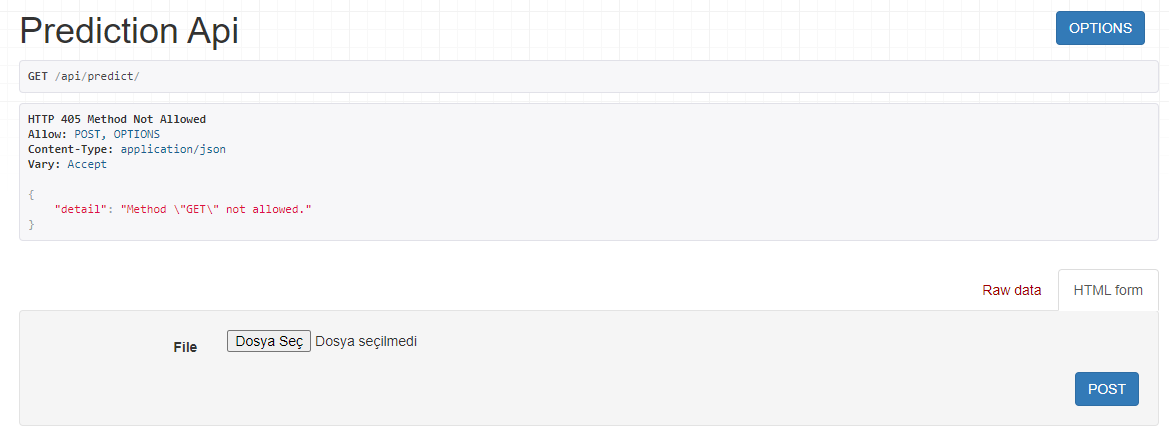 Prediction Api
OPTIONS
GET /api/predict/
HTTP 405 Method Not Allowed
Allow: POST, OPTIONS
Content-Type: application/json
Vary: Accept
{
    "detail": "Method \"GET\" not allowed."
}
Raw data
HTML form
File
Dosya Seç Dosya seçilmedi
POST